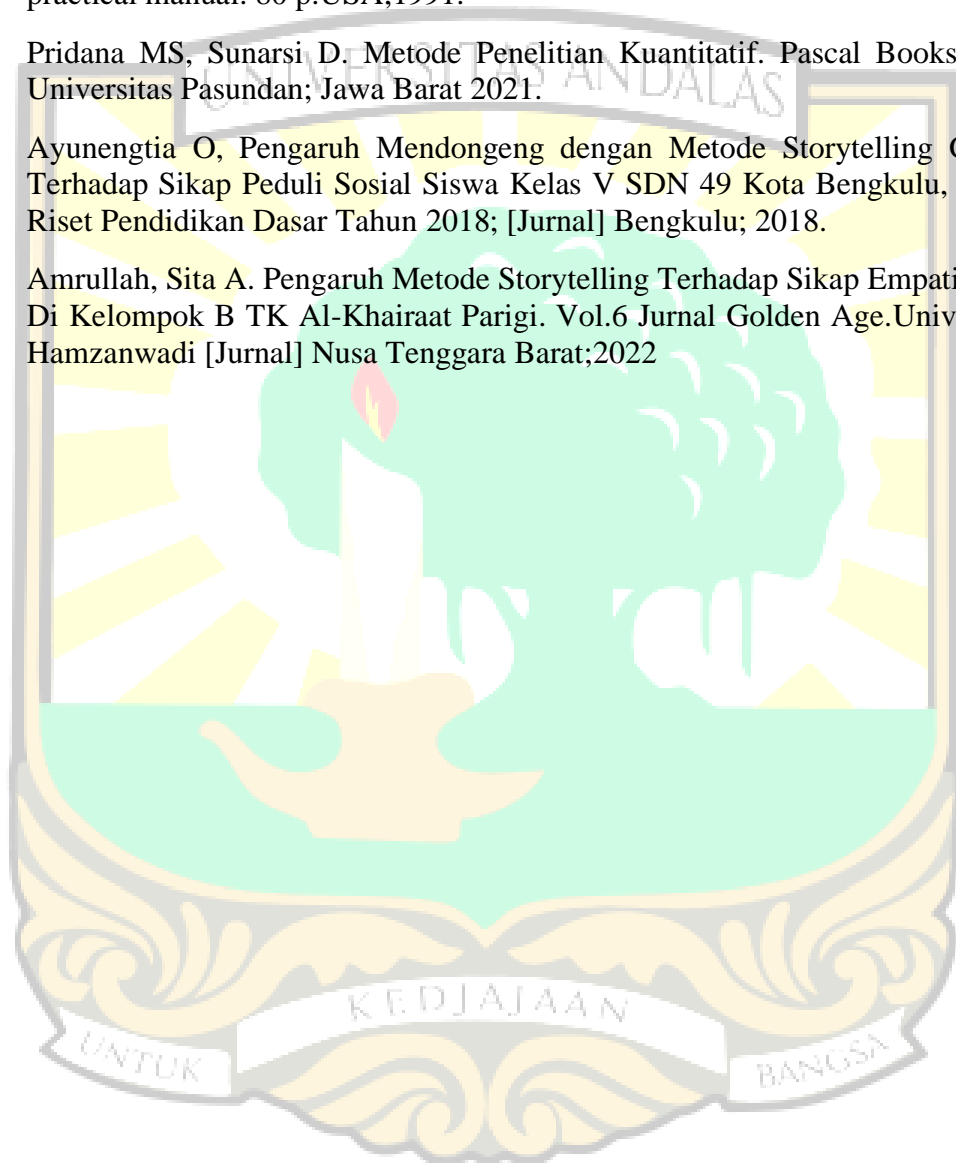 practical manual. 80 p.USA;1991.
UNIVERSITAS ANDALAS
Pridana MS, Sunarsi D. Metode Penelitian Kuantitatif. Pascal Books
Universitas Pasundan; Jawa Barat 2021.
Ayunengtia O, Pengaruh Mendongeng dengan Metode Storytelling
Terhadap Sikap Peduli Sosial Siswa Kelas V SDN 49 Kota Bengkulu,
Riset Pendidikan Dasar Tahun 2018; [Jurnal] Bengkulu; 2018.
Amrullah, Sita A. Pengaruh Metode Storytelling Terhadap Sikap Empati
Di Kelompok B TK Al-Khairaat Parigi. Vol.6 Jurnal Golden Age.Univ
Hamzanwadi [Jurnal] Nusa Tenggara Barat;2022
UNTUK KEDJAJAAN BANGSA